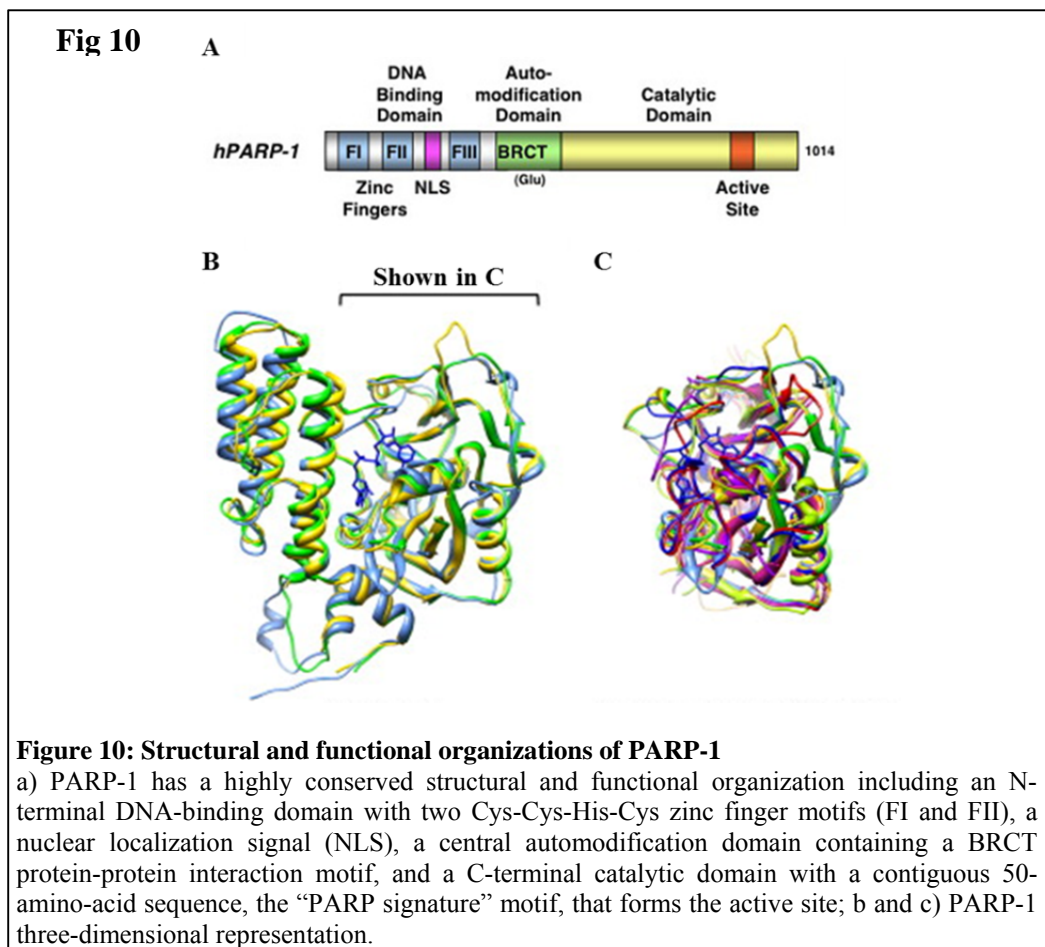 Fig 10
A
DNA
Binding
Domain
Auto-
modification
Domain
Catalytic
Domain
hPARP-1
FI
FII
FIII
BRCT
1014
(Glu)
Zinc
Fingers
NLS
Active
Site
B
Shown in C
C
Figure 10: Structural and functional organizations of PARP-1
a) PARP-1 has a highly conserved structural and functional organization including an N-
terminal DNA-binding domain with two Cys-Cys-His-Cys zinc finger motifs (FI and FII), a
nuclear localization signal (NLS), a central automodification domain containing a BRCT
protein-protein interaction motif, and a C-terminal catalytic domain with a contiguous 50-
amino-acid sequence, the “PARP signature” motif, that forms the active site; b and c) PARP-1
three-dimensional representation.